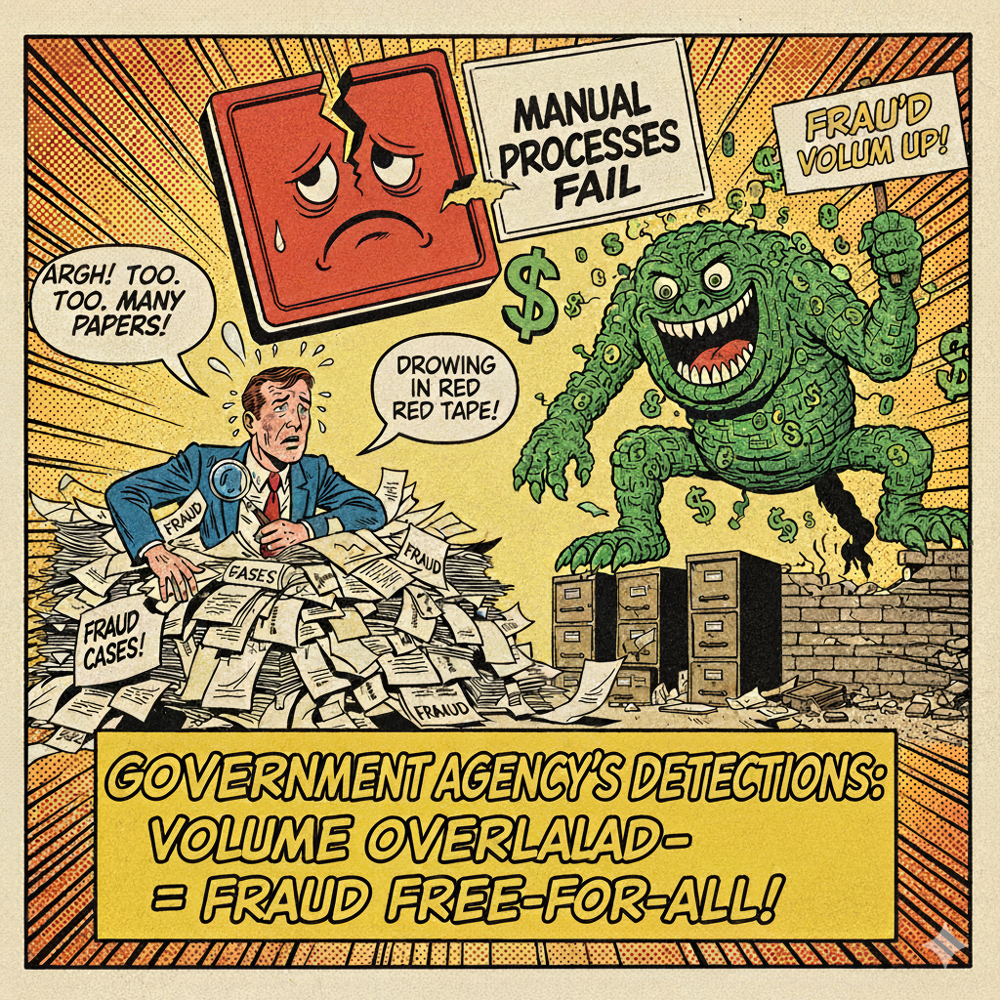 MANUAL
PROCESSES
FAIL
FRAU'D
VOLUM UP!
ARGH! TOO.
TOO. MANY
PAPERS!
DROWING
IN RED
RED TAPE!
FRAUD
EASES
FRAUD
FRAUD
CASES!
FRAUD
GOVERNMENT AGENCY'S DETECTIONS:
VOLUME OVERLALAD-
= FRAUD FREE-FOR-ALL!